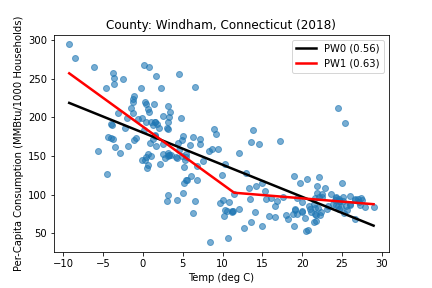 County: Windham, Connecticut (2018)
Per-Capita Consumption (MMBtu/1000 Households)
300
250
200
150
100
50
PW0 (0.56)
PW1 (0.63)
−10 −5 0 5 10 15 20 25 30
Temp (deg C)